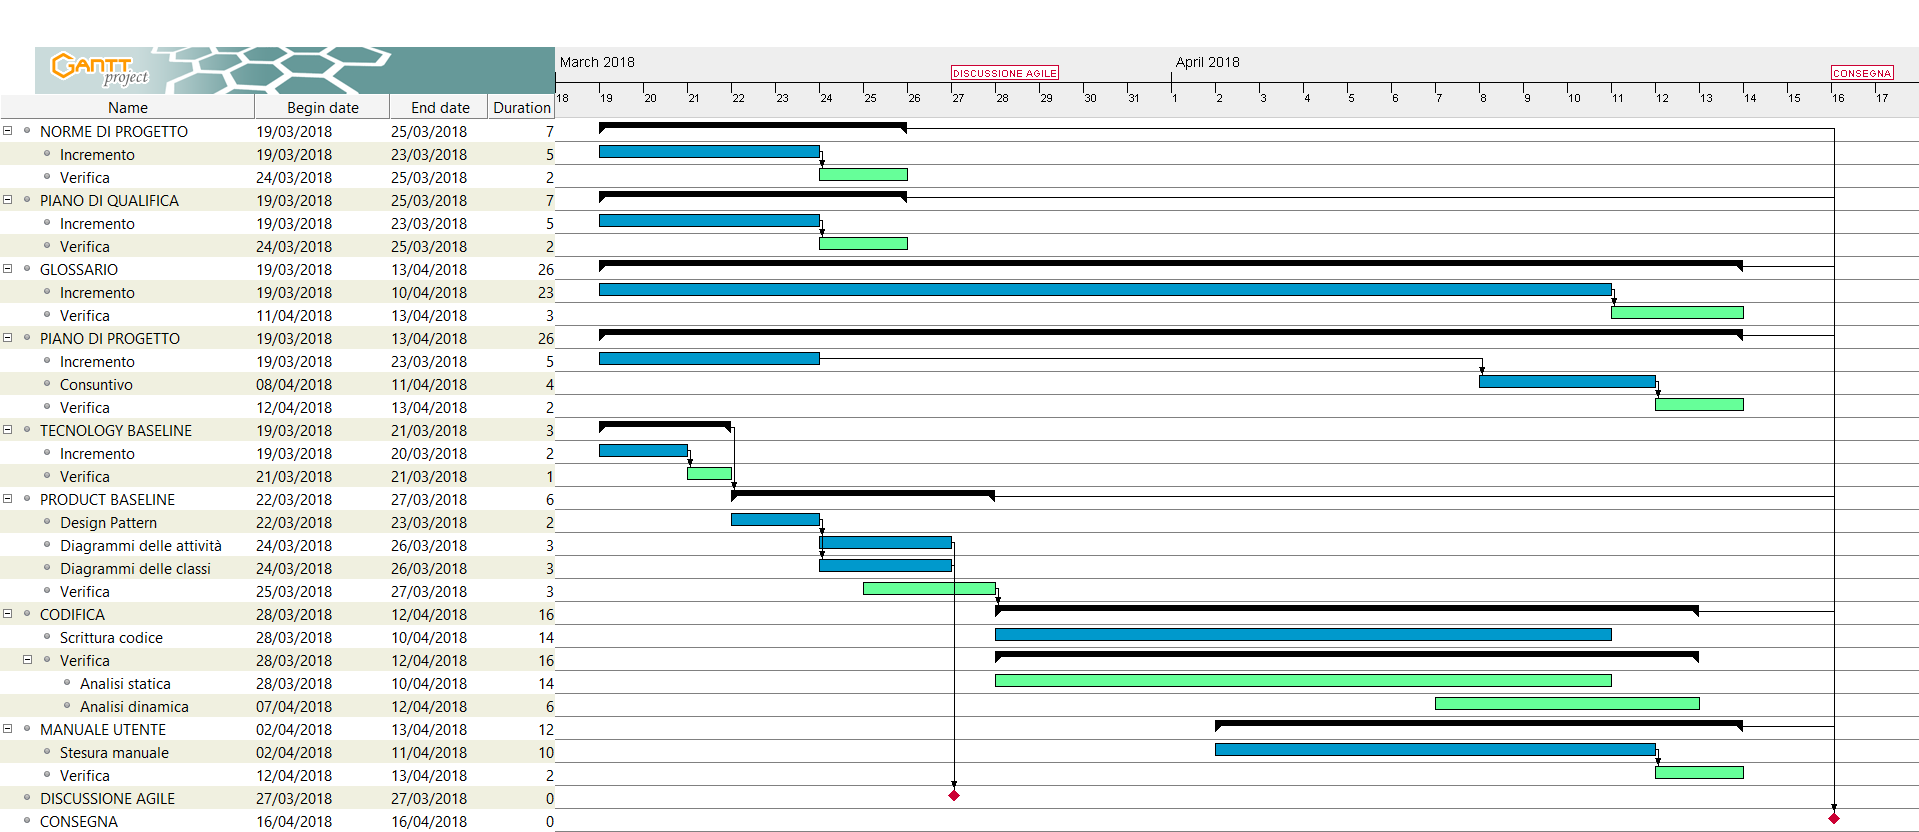 GANTT project
March 2018
April 2018
DISCUSSIONE AGILE
CONSEGNA
18 19 20 21 22 23 24 25 26 27 28 29 30 31 1 2 3 4 5 6 7 8 9 10 11 12 13 14 15 16 17
Name Begin date End date Duration
NORME DI PROGETTO 19/03/2018 25/03/2018 7
Incremento 19/03/2018 23/03/2018 5
Verifica 24/03/2018 25/03/2018 2
PIANO DI QUALIFICA 19/03/2018 25/03/2018 7
Incremento 19/03/2018 23/03/2018 5
Verifica 24/03/2018 25/03/2018 2
GLOSSARIO 19/03/2018 13/04/2018 26
Incremento 19/03/2018 10/04/2018 23
Verifica 11/04/2018 13/04/2018 3
PIANO DI PROGETTO 19/03/2018 13/04/2018 26
Incremento 19/03/2018 23/03/2018 5
Consuntivo 08/04/2018 11/04/2018 4
Verifica 12/04/2018 13/04/2018 2
TECNOLOGY BASELINE 19/03/2018 21/03/2018 3
Incremento 19/03/2018 20/03/2018 2
Verifica 21/03/2018 21/03/2018 1
PRODUCT BASELINE 22/03/2018 27/03/2018 6
Design Pattern 22/03/2018 23/03/2018 2
Diagrammi delle attività 24/03/2018 26/03/2018 3
Diagrammi delle classi 24/03/2018 26/03/2018 3
Verifica 25/03/2018 27/03/2018 3
CODIFICA 28/03/2018 12/04/2018 16
Scrittura codice 28/03/2018 10/04/2018 14
Verifica 28/03/2018 12/04/2018 16
Analisi statica 28/03/2018 10/04/2018 14
Analisi dinamica 07/04/2018 12/04/2018 6
MANUALE UTENTE 02/04/2018 13/04/2018 12
Stesura manuale 02/04/2018 11/04/2018 10
Verifica 12/04/2018 13/04/2018 2
DISCUSSIONE AGILE 27/03/2018 27/03/2018 0
CONSEGNA 16/04/2018 16/04/2018 0